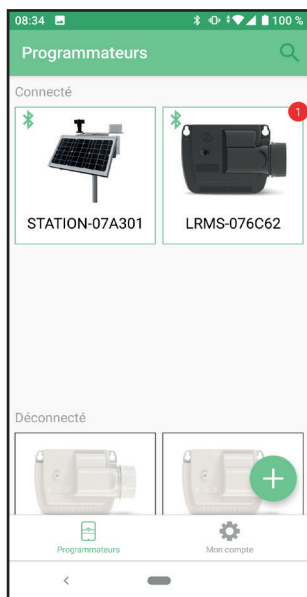 08:34 100 %
Programmateurs
Connecté
1
STATION-07A301 LRMS-076C62
Déconnecté
Programmateurs Mon compte